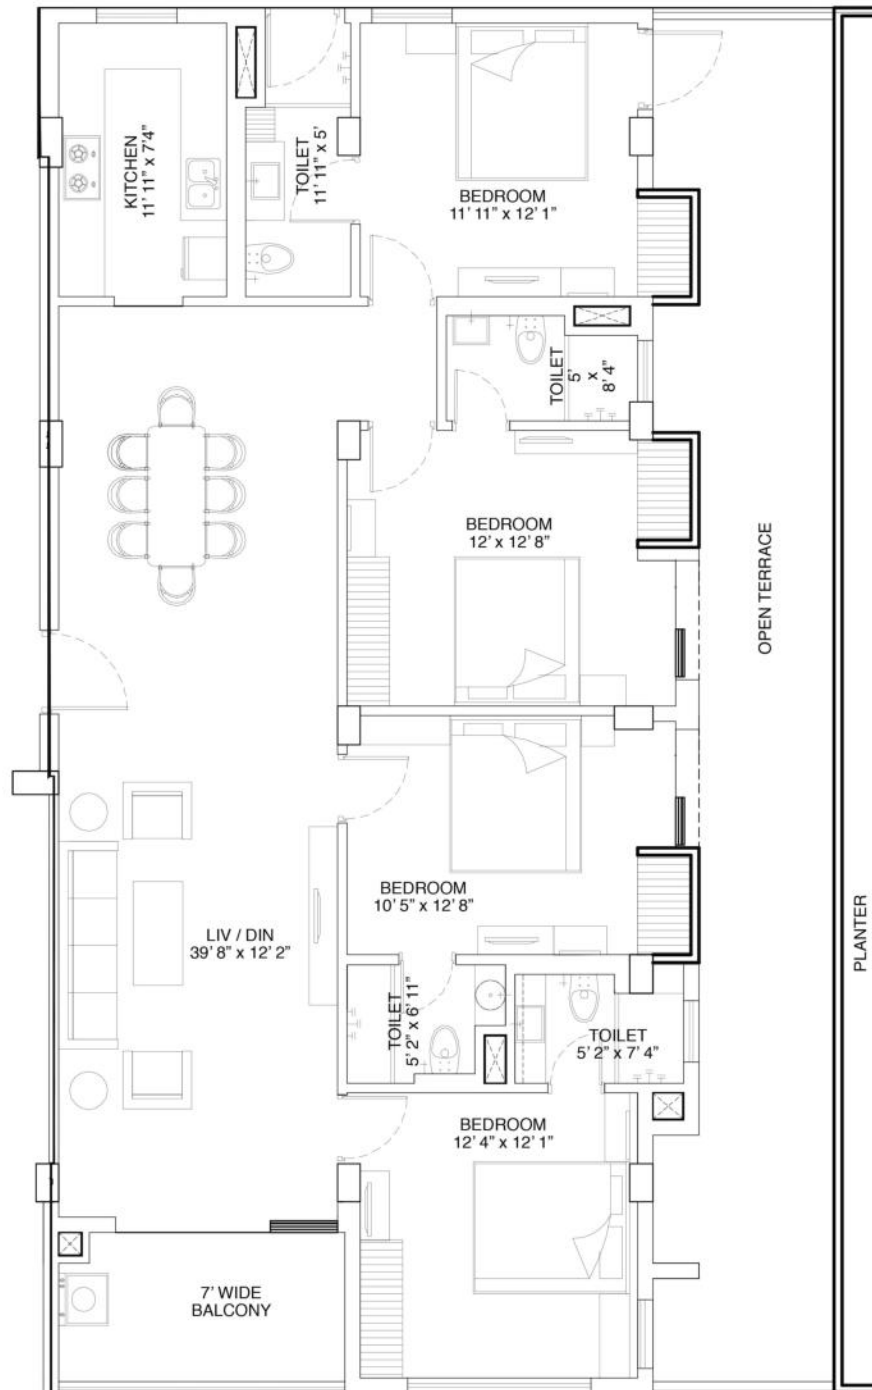 KITCHEN
11' 11" x 7'4"
TOILET
11' 11" x 5'
BEDROOM
11' 11" x 12' 1"
TOILET
5'
x
8' 4"
BEDROOM
12' x 12' 8"
OPEN TERRACE
BEDROOM
10' 5" x 12' 8"
LIV / DIN
39' 8" x 12' 2"
PLANTER
TOILET
5' 2" x 6' 11"
TOILET
5' 2" x 7' 4"
BEDROOM
12' 4" x 12' 1"
7' WIDE
BALCONY